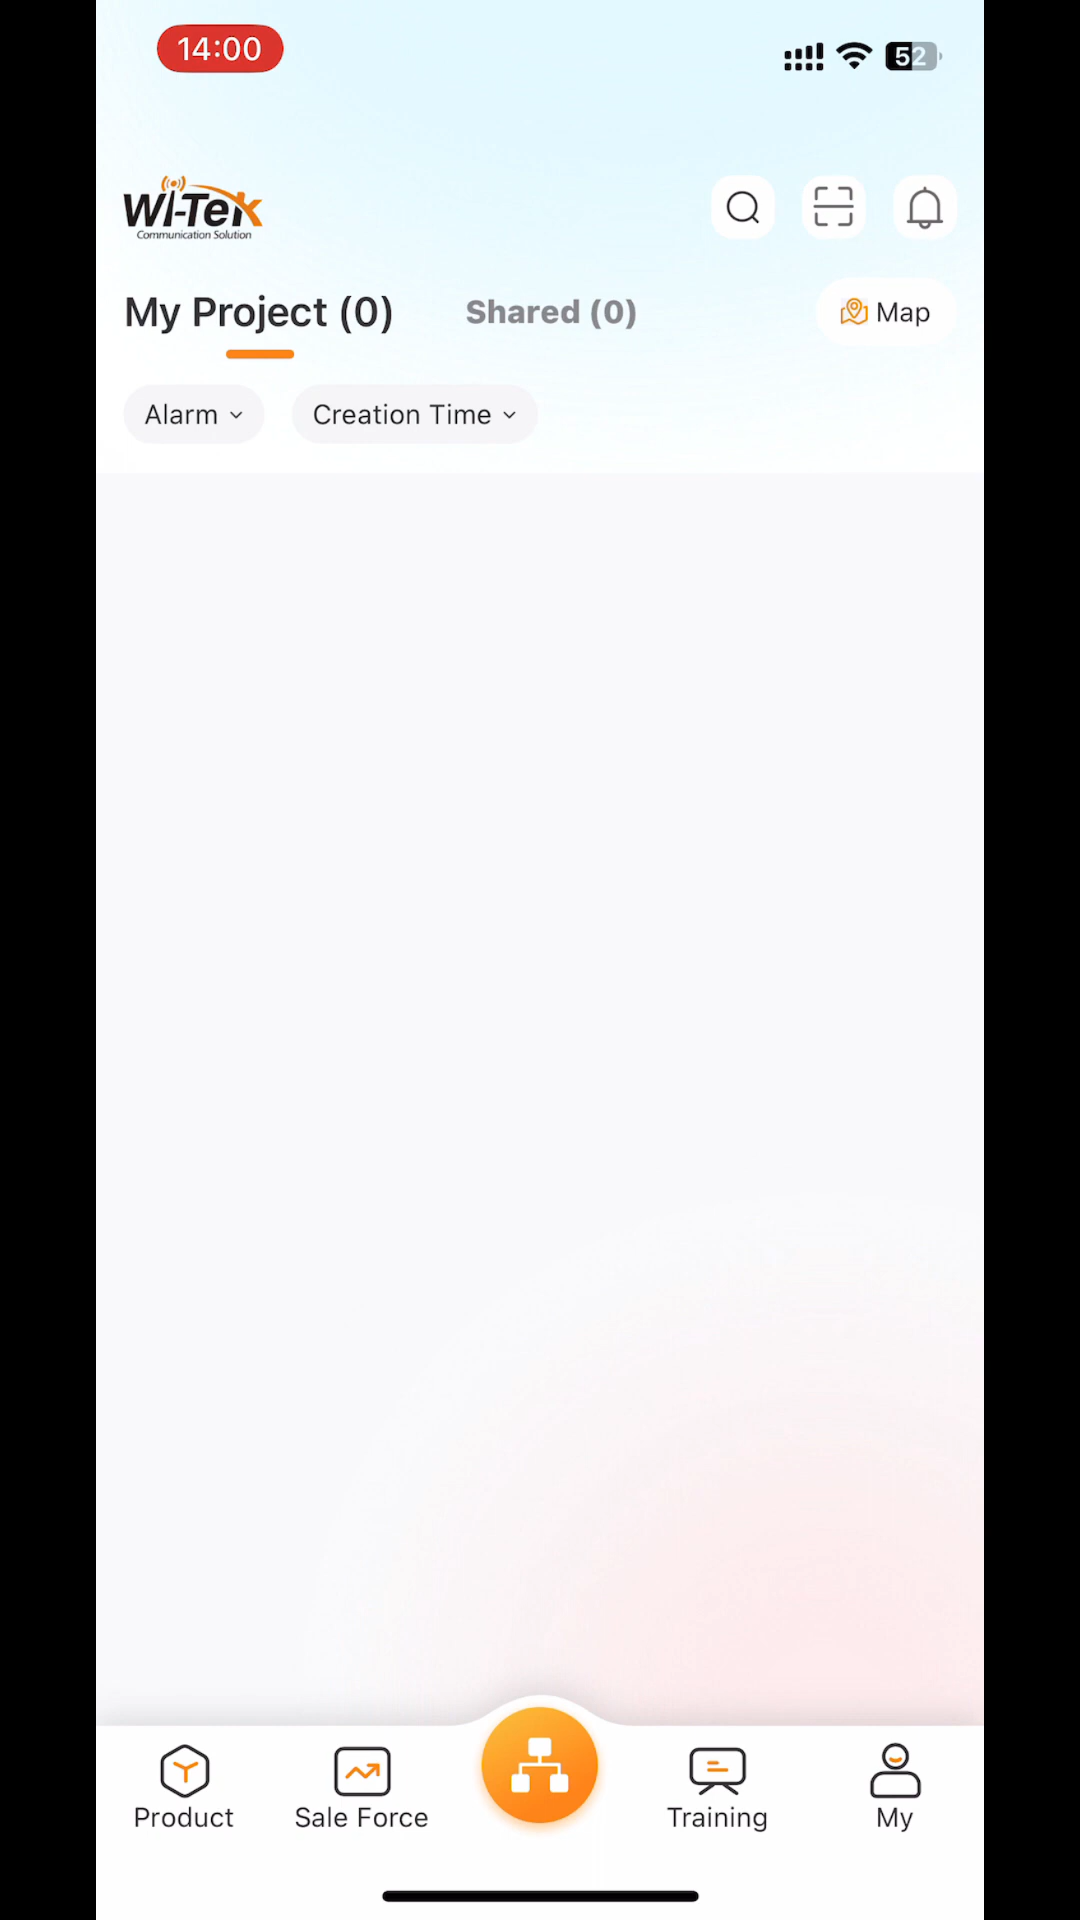 14:00
52
Wi-Tek
Communication Solution
My Project (0)
Shared (0)
Map
Alarm
Creation Time
Product
Sale Force
Training
My